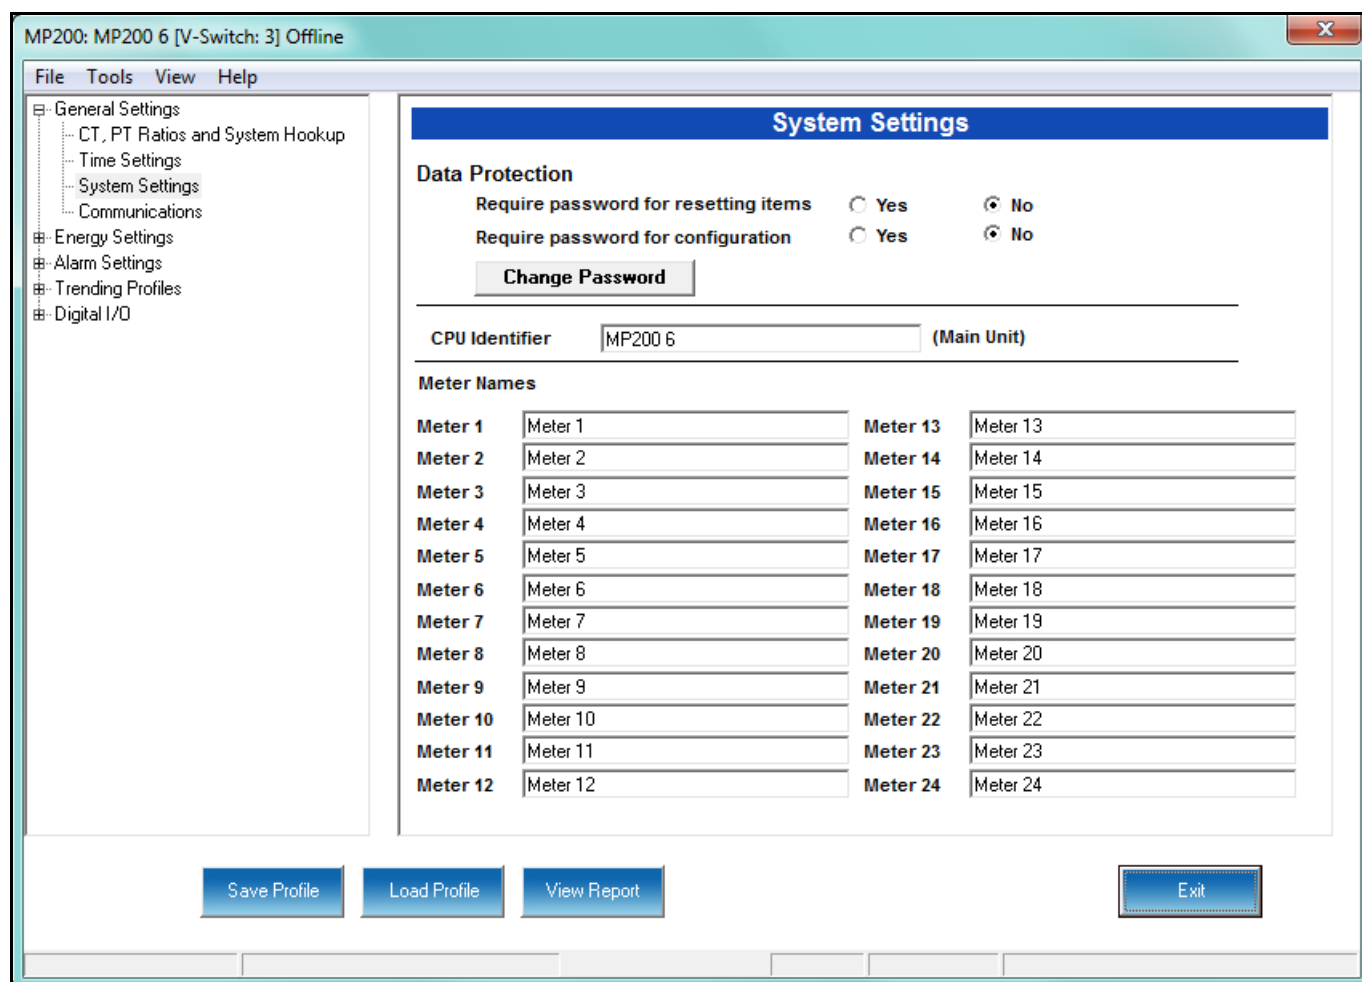 MP200: MP200 6 [V-Switch: 3] Offline
X
File Tools View Help
General Settings
CT, PT Ratios and System Hookup
Time Settings
System Settings
Communications
Energy Settings
Alarm Settings
Trending Profiles
Digital I/O
System Settings
Data Protection
Require password for resetting items Yes No
Require password for configuration Yes No
Change Password
CPU Identifier MP200 6 (Main Unit)
Meter Names
Meter 1 Meter 1 Meter 13 Meter 13
Meter 2 Meter 2 Meter 14 Meter 14
Meter 3 Meter 3 Meter 15 Meter 15
Meter 4 Meter 4 Meter 16 Meter 16
Meter 5 Meter 5 Meter 17 Meter 17
Meter 6 Meter 6 Meter 18 Meter 18
Meter 7 Meter 7 Meter 19 Meter 19
Meter 8 Meter 8 Meter 20 Meter 20
Meter 9 Meter 9 Meter 21 Meter 21
Meter 10 Meter 10 Meter 22 Meter 22
Meter 11 Meter 11 Meter 23 Meter 23
Meter 12 Meter 12 Meter 24 Meter 24
Save Profile Load Profile View Report Exit